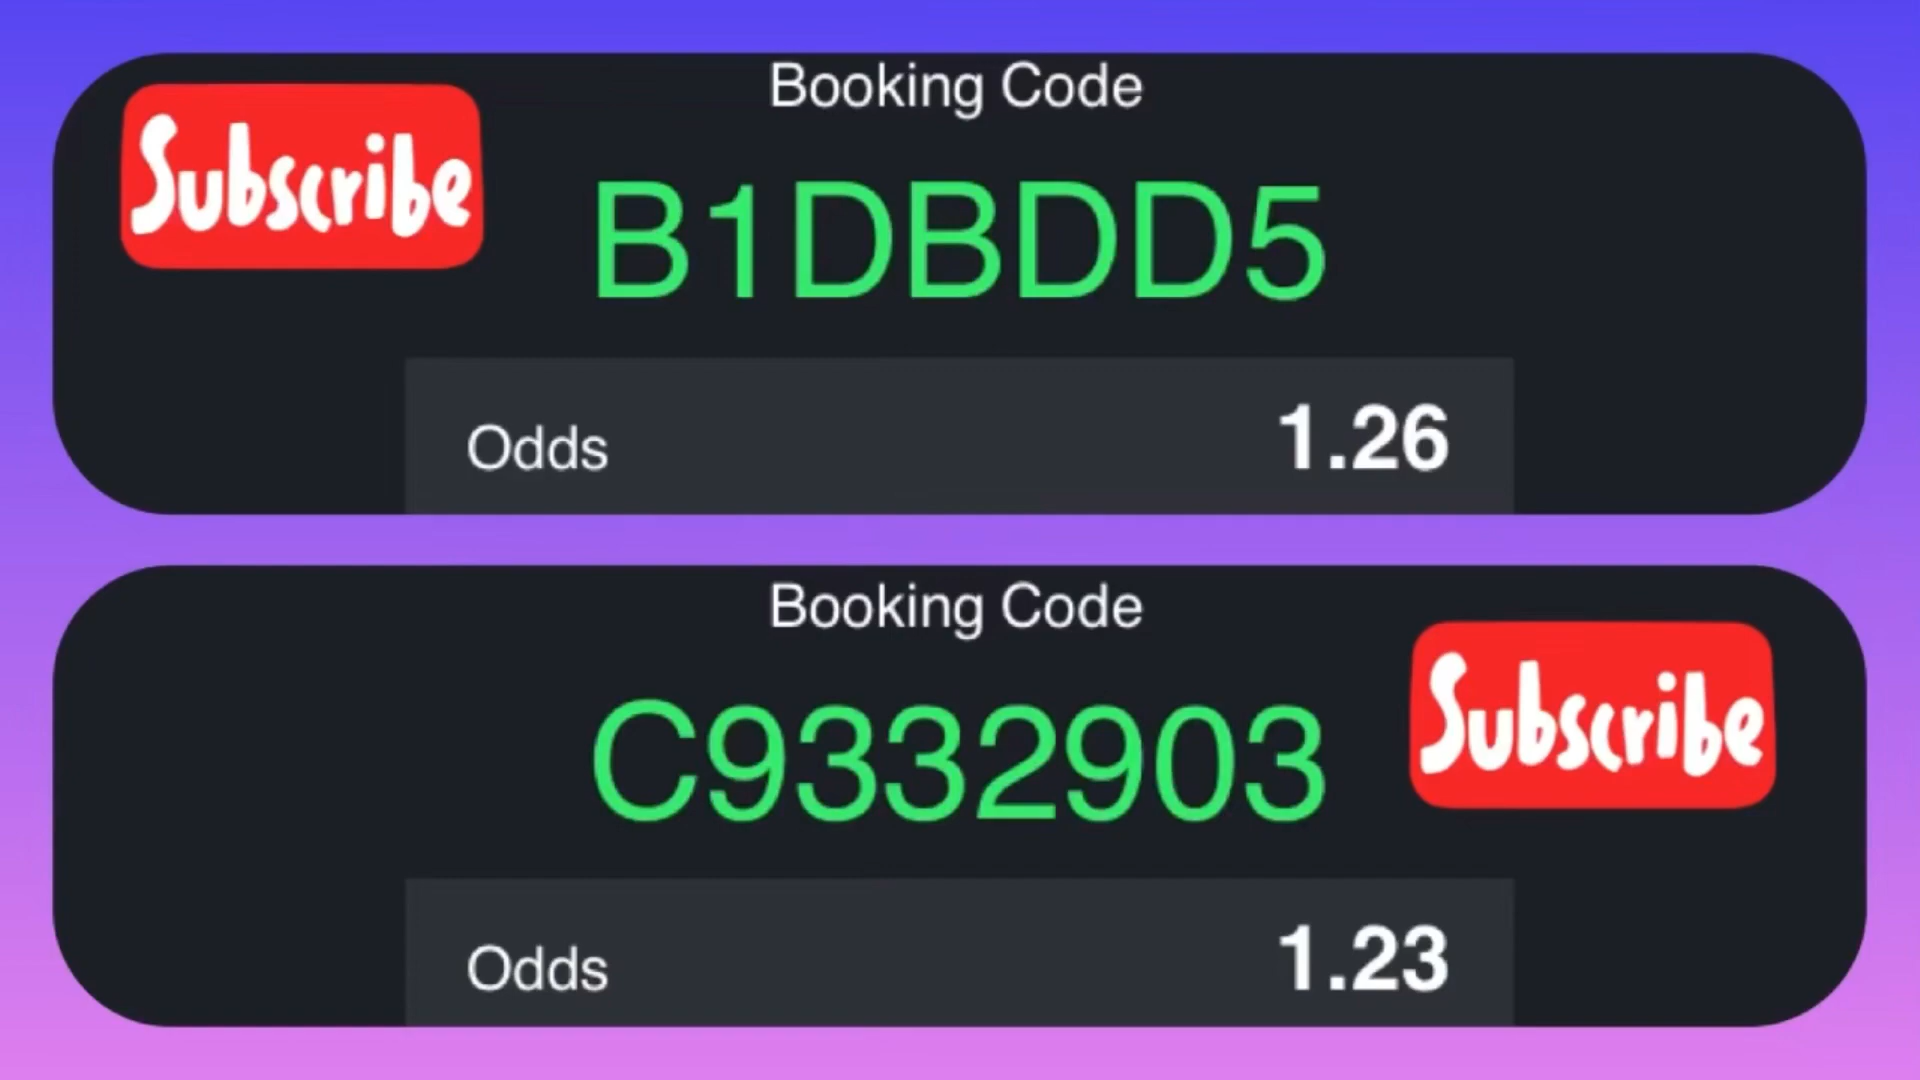 Booking Code
Subscribe
B1DBDD5
Odds 1.26
Booking Code
C9332903
Subscribe
Odds 1.23